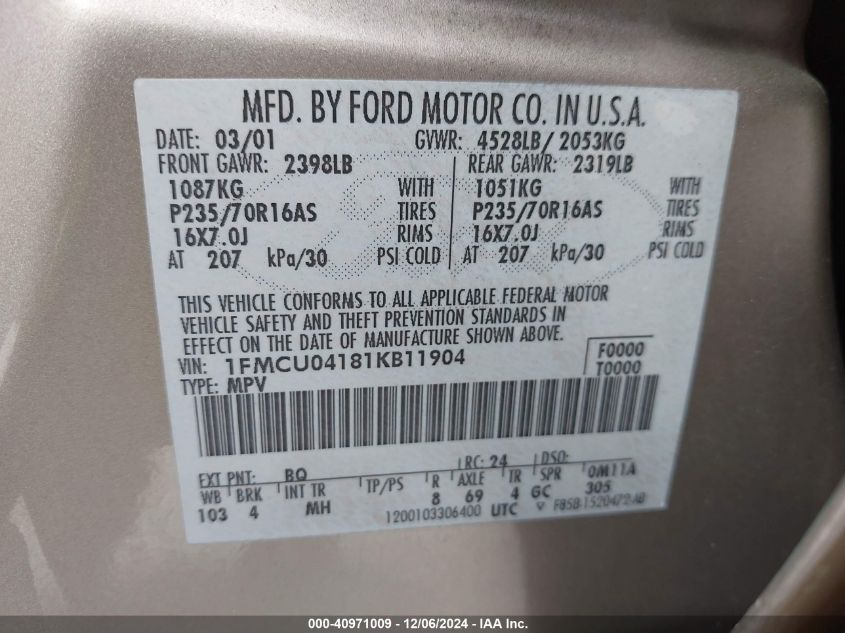 MFD. BY FORD MOTOR CO. IN U.S.A.
DATE: 03/01 GVWR: 4528LB/ 2053KG
FRONT GAWR: 2398LB REAR GAWR: 2319LB
1087KG WITH 1051KG WITH
P235/70R16AS TIRES P235/70R16AS TIRES
16X7.0J RIMS 16X7.0J RIMS
AT 207 kPa/30 PSI COLD AT 207 kPa/30 PSI COLD
THIS VEHICLE CONFORMS TO ALL APPLICABLE FEDERAL MOTOR
VEHICLE SAFETY AND THEFT PREVENTION STANDARDS IN
EFFECT ON THE DATE OF MANUFACTURE SHOWN ABOVE.
VIN: 1FMCU04181KB11904 F0000
TYPE: MPV T0000
EXT PNT: BQ RC: 24 DSO:
WB BRK INT TR TP/PS R AXLE TR SPR 0M11A
103 4 MH 8 69 4 GC 305
1200103306400 UTC
000-40971009 - 12/06/2024 - IAA Inc.